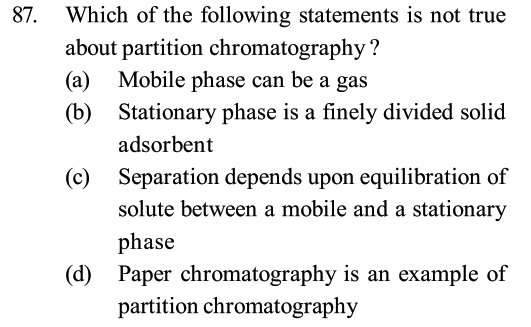 87. Which of the following statements is not true
about partition chromatography ?
(a) Mobile phase can be a gas
(b) Stationary phase is a finely divided solid
adsorbent
(c) Separation depends upon equilibration of
solute between a mobile and a stationary
phase
(d) Paper chromatography is an example of
partition chromatography